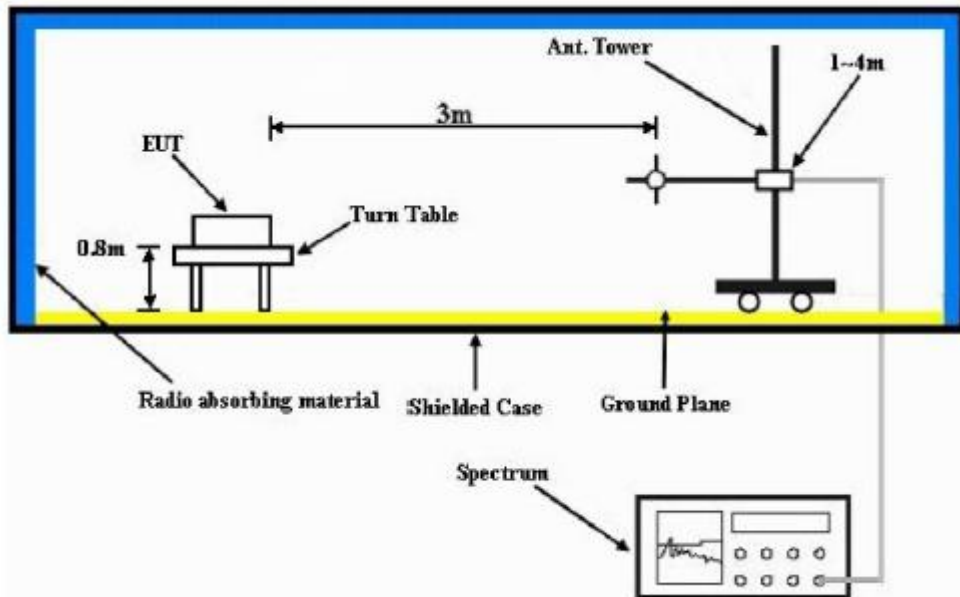 Ant. Tower
1~4m
3m
EUT
Turn Table
0.8m
Radio absorbing material
Shielded Case
Ground Plane
Spectrum